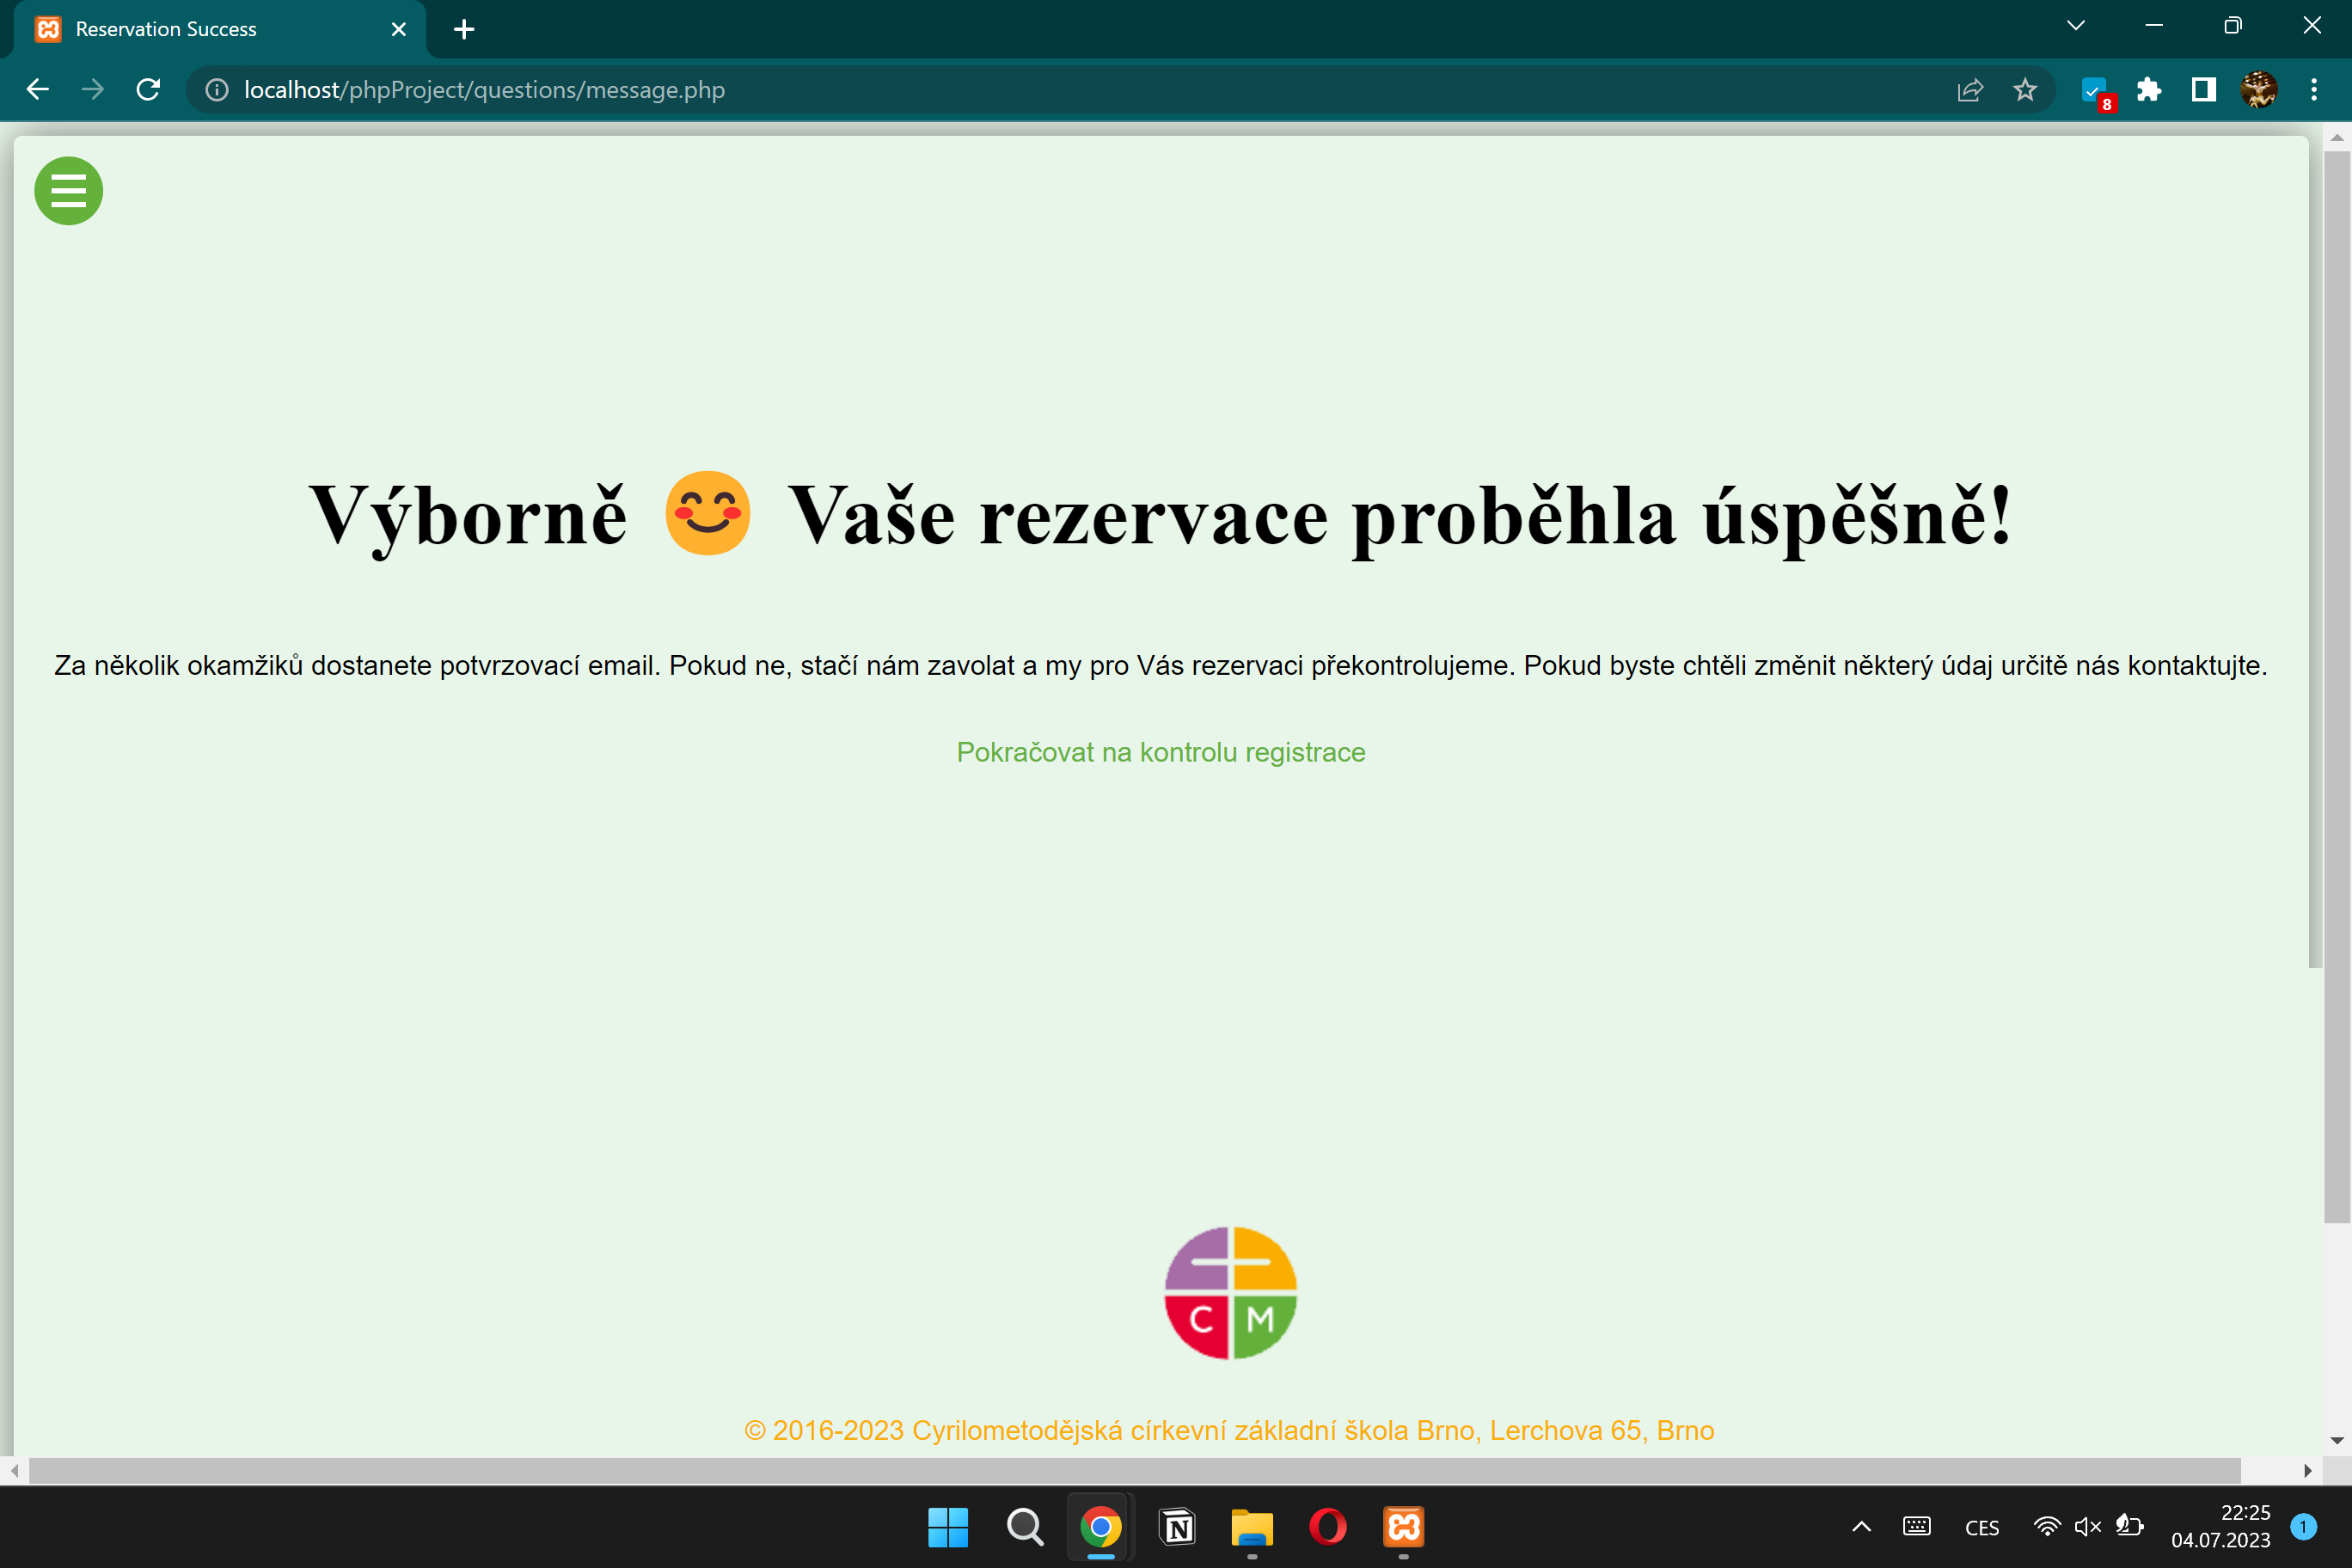 Reservation Success
localhost/phpProject/questions/message.php
8
Výborně 😊 Vaše rezervace proběhla úspěšně!
Za několik okamžiků dostanete potvrzovací email. Pokud ne, stačí nám zavolat a my pro Vás rezervaci překontrolujeme. Pokud byste chtěli změnit některý údaj určitě nás kontaktujte.
Pokračovat na kontrolu registrace
C M
© 2016-2023 Cyrilometodějská církevní základní škola Brno, Lerchova 65, Brno
N
CES
22:25
04.07.2023
1